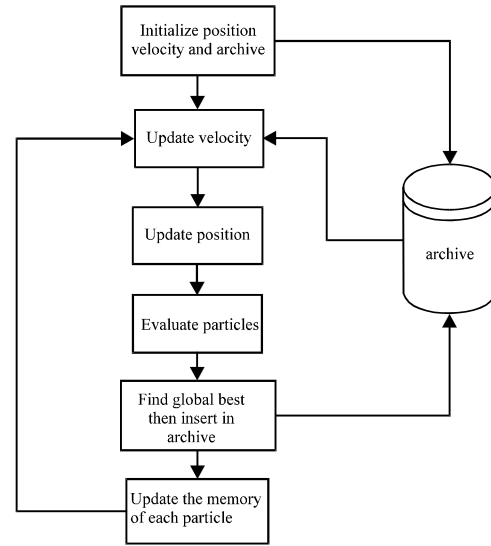 Initialize position
velocity and archive
Update velocity
Update position
archive
Evaluate particles
Find global best
then insert in
archive
Update the memory
of each particle